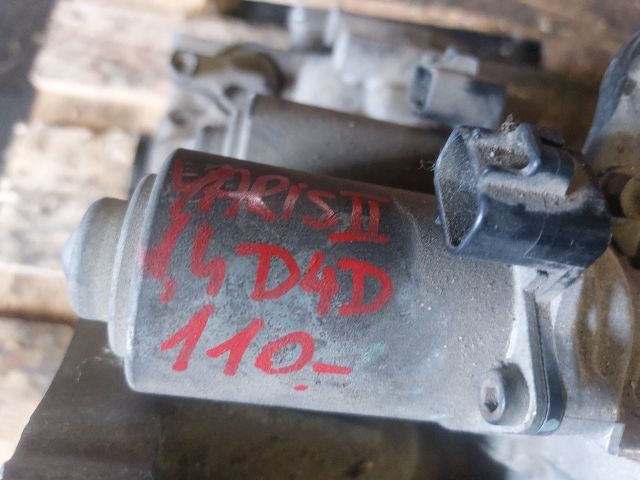 YARIS II
1,4 D4D
110.-